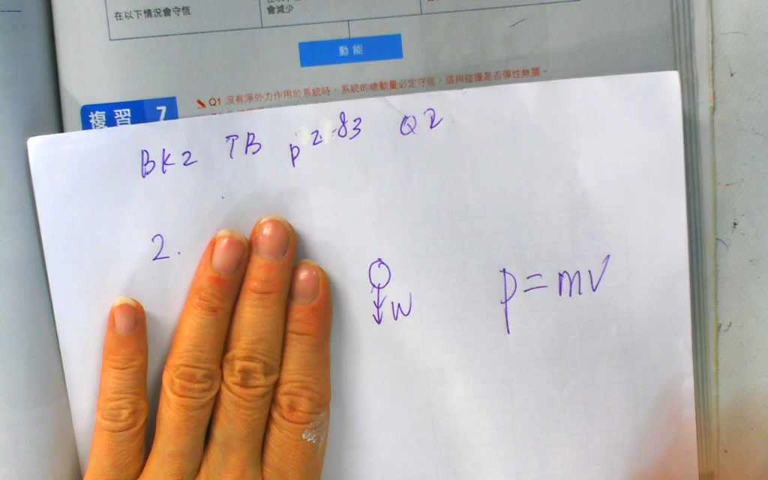 在以下情況會守恆
會減少
動能
複習 7
Q1 沒有淨外力作用於系統時，系統的總動量必定守恆，這與碰撞是否彈性無關。
BK2 TB p2-83 Q2
2.
W
p=mv